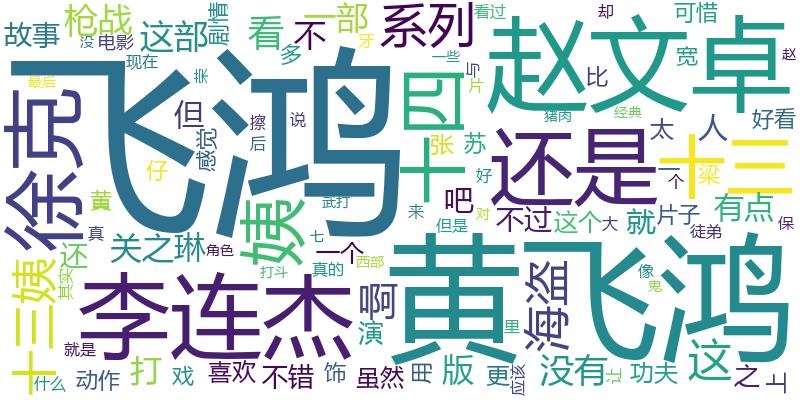 枪战
一部
系列
看
不
故事
这部
剧情
看过
却
可惜
赵
没
电影
多
与
宽
现在
一些
片
比
牙
美
飞鸿
赵文卓
最后
徐克
但
擦
后
说
四
十
猪肉
经典
太
人
好看
感觉
张
苏
还是
十三
仔
好
一个
梁
黄
姨
武打
来
吧
不过
对
这个
大
就
片子
有点
真
关之琳
角色
七
一个
但是
徒弟
保
还
打斗
真的
西部
里
像
鬼
十三姨
其实
李连杰
啊
黄飞鸿
海盗
就是
演
这
什么
动作
打
戏
喜欢
不错
饰
虽然
用
版
更
应该
没有
让
功夫
之
上